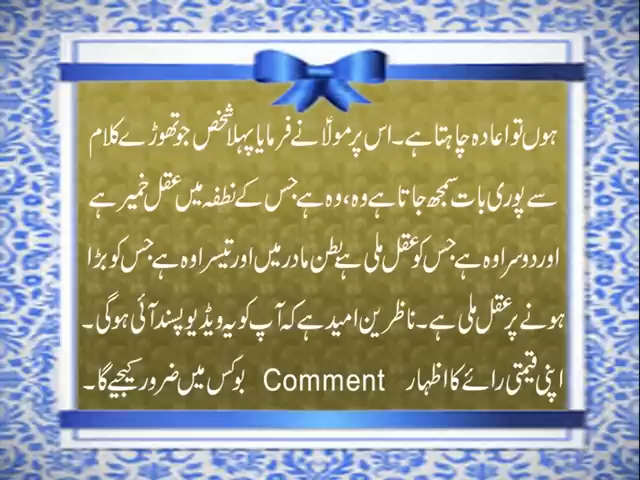 ہوں تو اعادہ چاہتا ہے۔ اس پر مولاؑ نے فرمایا پہلا شخص جو تھوڑے کلام
سے پوری بات سمجھ جاتا ہے وہ، وہ ہے جس کے نطفہ میں عقل خمیر ہے
اور دوسرا وہ ہے جس کو عقل ملی ہے بطن مادر میں اور تیسرا وہ ہے جس کو بڑا
ہونے پر عقل ملی ہے۔ ناظرین امید ہے کہ آپ کو یہ ویڈیو پسند آئی ہوگی۔
اپنی قیمتی رائے کا اظہار Comment بوکس میں ضرور کیجیے گا۔